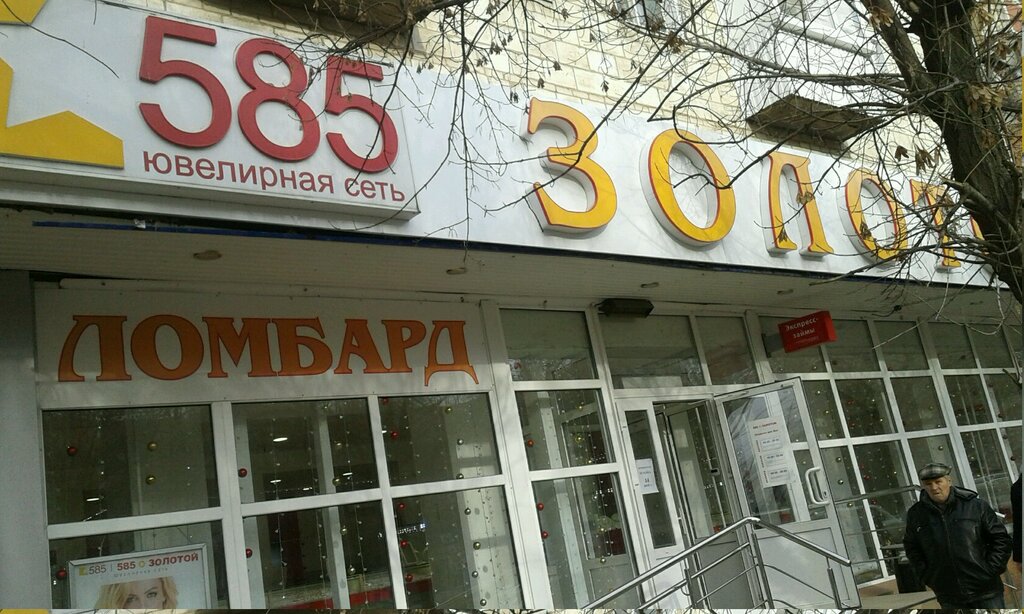 585
ювелирная сеть
ЗОЛОТ
ЛОМБАРД
Экспресс-
займы
585 | 585 ЗОЛОТОЙ